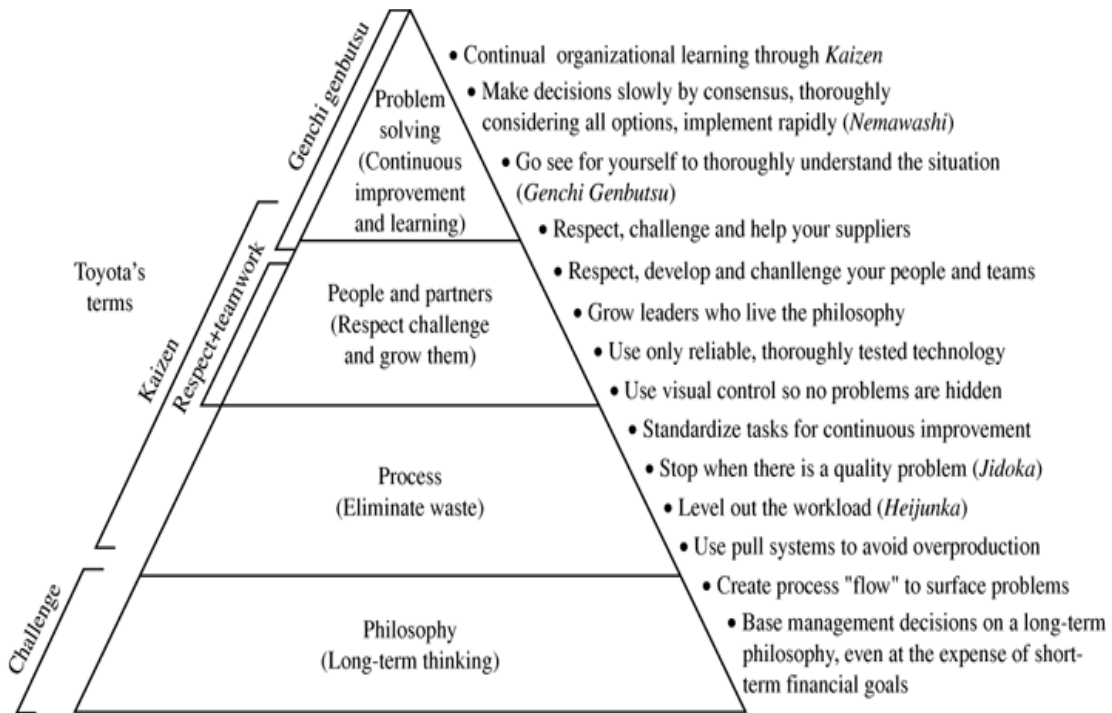 Genchi genbutsu
Problem
solving
(Continuous
improvement
and learning)
Toyota's
terms
Kaizen
Respect+teamwork
People and partners
(Respect challenge
and grow them)
Process
(Eliminate waste)
Challenge
Philosophy
(Long-term thinking)
• Continual organizational learning through Kaizen
• Make decisions slowly by consensus, thoroughly
considering all options, implement rapidly (Nemawashi)
• Go see for yourself to thoroughly understand the situation
(Genchi Genbutsu)
• Respect, challenge and help your suppliers
• Respect, develop and chanllenge your people and teams
• Grow leaders who live the philosophy
• Use only reliable, thoroughly tested technology
• Use visual control so no problems are hidden
• Standardize tasks for continuous improvement
• Stop when there is a quality problem (Jidoka)
• Level out the workload (Heijunka)
• Use pull systems to avoid overproduction
• Create process "flow" to surface problems
• Base management decisions on a long-term
philosophy, even at the expense of short-
term financial goals